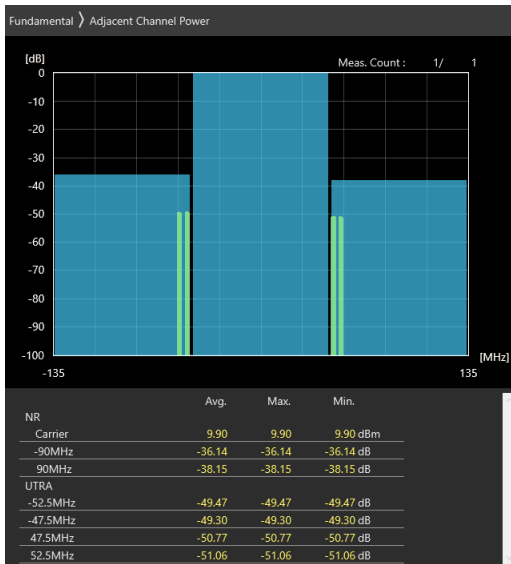 Fundamental 〉 Adjacent Channel Power
[dB]
Meas. Count : 1/ 1
0
-10
-20
-30
-40
-50
-60
-70
-80
-90
-100
[MHz]
-135 135
Avg. Max. Min.
NR
Carrier 9.90 9.90 9.90 dBm
-90MHz -36.14 -36.14 -36.14 dB
90MHz -38.15 -38.15 -38.15 dB
UTRA
-52.5MHz -49.47 -49.47 -49.47 dB
-47.5MHz -49.30 -49.30 -49.30 dB
47.5MHz -50.77 -50.77 -50.77 dB
52.5MHz -51.06 -51.06 -51.06 dB